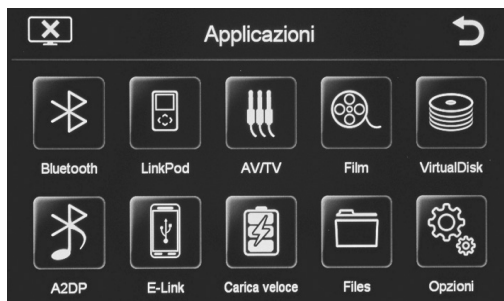 Applicazioni
Bluetooth LinkPod AV/TV Film VirtualDisk
A2DP E-Link Carica veloce Files Opzioni